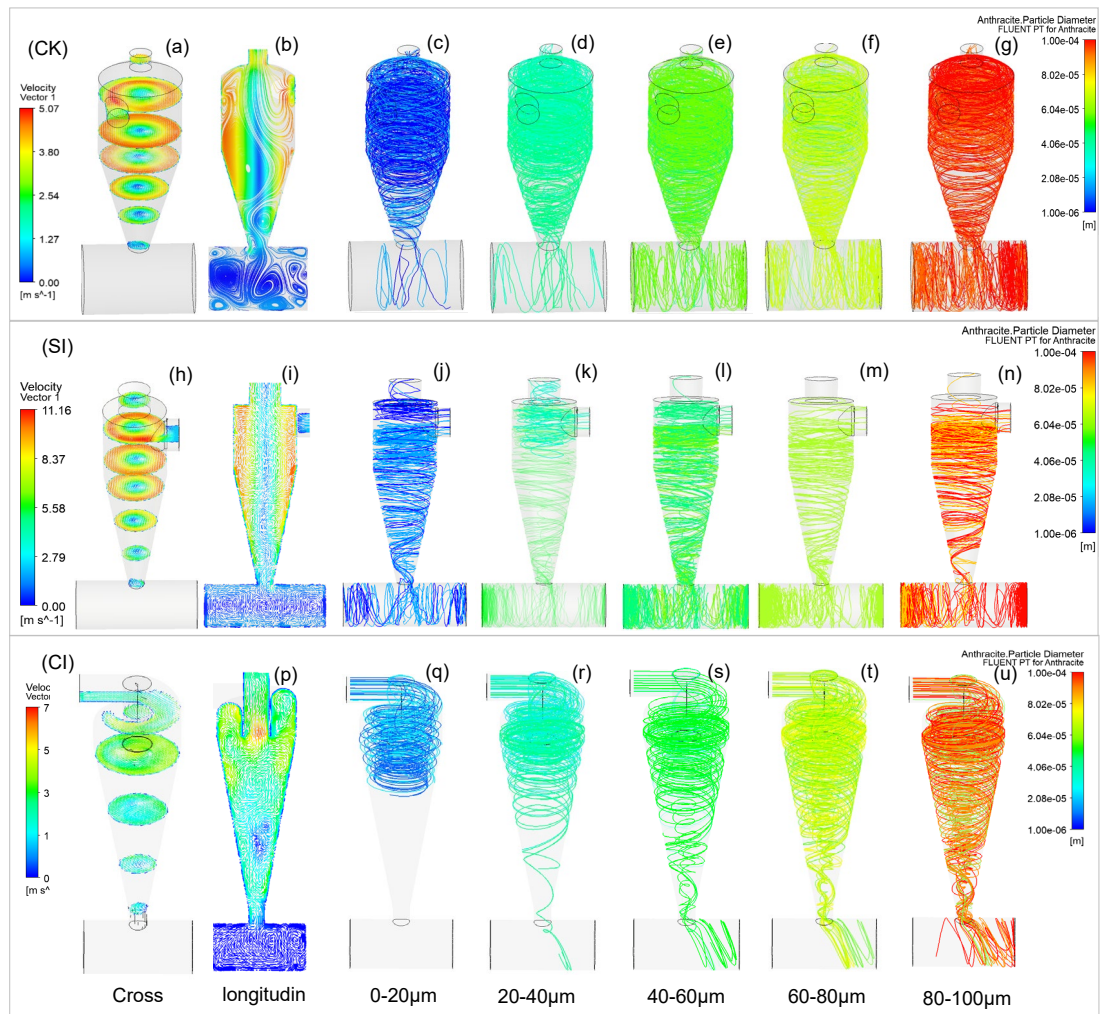 Anthracite.Particle Diameter
FLUENT PT for Anthracite
(CK)
(a)
(b)
(c)
(d)
(e)
(f)
(g)
1.00e-04
8.02e-05
6.04e-05
4.06e-05
2.08e-05
1.00e-06
[m]
Velocity
Vector 1
5.07
3.80
2.54
1.27
0.00
[m s^-1]
Anthracite.Particle Diameter
FLUENT PT for Anthracite
(SI)
(h)
(i)
(j)
(k)
(l)
(m)
(n)
1.00e-04
8.02e-05
6.04e-05
4.06e-05
2.08e-05
1.00e-06
[m]
Velocity
Vector 1
11.16
8.37
5.58
2.79
0.00
[m s^-1]
Anthracite.Particle Diameter
FLUENT PT for Anthracite
(CI)
(p)
(q)
(r)
(s)
(t)
(u)
1.00e-04
8.02e-05
6.04e-05
4.06e-05
2.08e-05
1.00e-06
[m]
Veloc
Vector
7
5
3
1
0
[m s^
Cross
longitudin
0-20μm
20-40μm
40-60μm
60-80μm
80-100μm